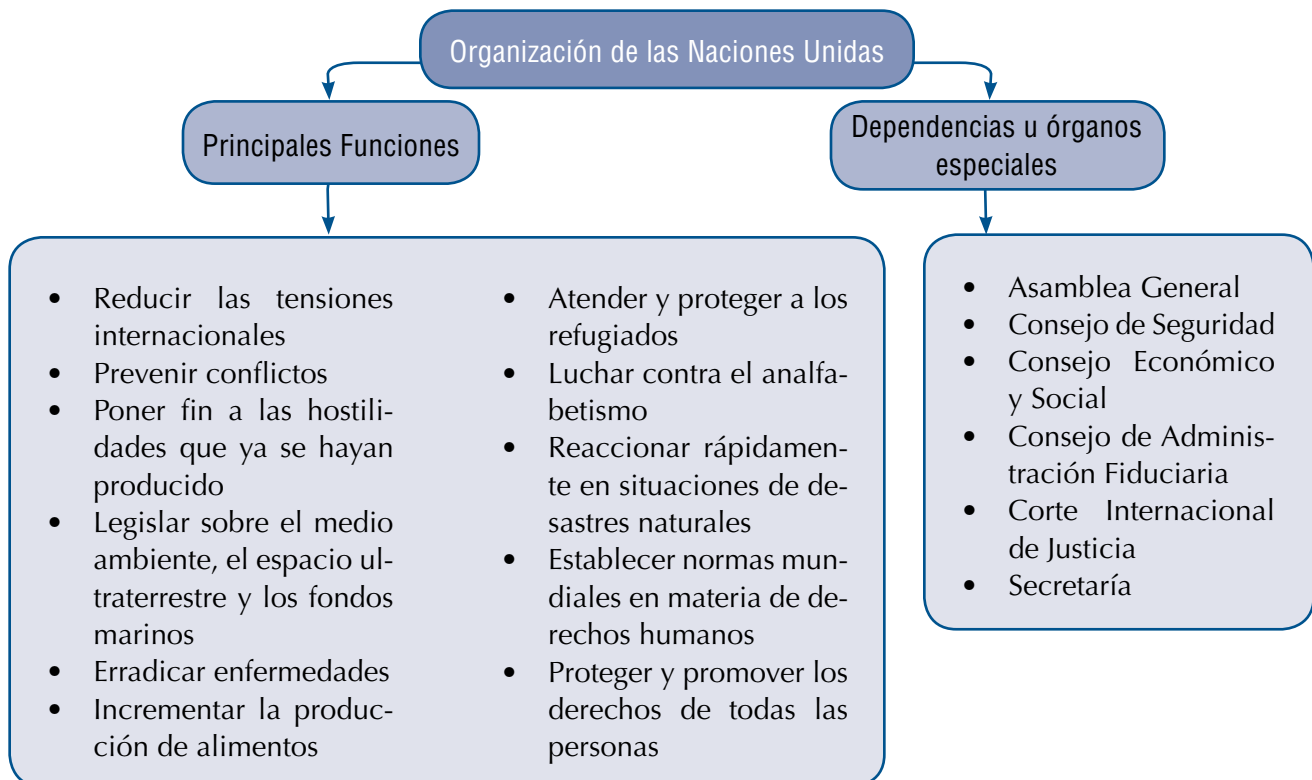 Organización de las Naciones Unidas
Principales Funciones
Dependencias u órganos
especiales
• Reducir las tensiones
internacionales
• Prevenir conflictos
• Poner fin a las hostili-
dades que ya se hayan
producido
• Legislar sobre el medio
ambiente, el espacio ul-
traterrestre y los fondos
marinos
• Erradicar enfermedades
• Incrementar la produc-
ción de alimentos
• Atender y proteger a los
refugiados
• Luchar contra el analfa-
betismo
• Reaccionar rápidamen-
te en situaciones de de-
sastres naturales
• Establecer normas mun-
diales en materia de de-
rechos humanos
• Proteger y promover los
derechos de todas las
personas
• Asamblea General
• Consejo de Seguridad
• Consejo Económico
y Social
• Consejo de Adminis-
tración Fiduciaria
• Corte Internacional
de Justicia
• Secretaría